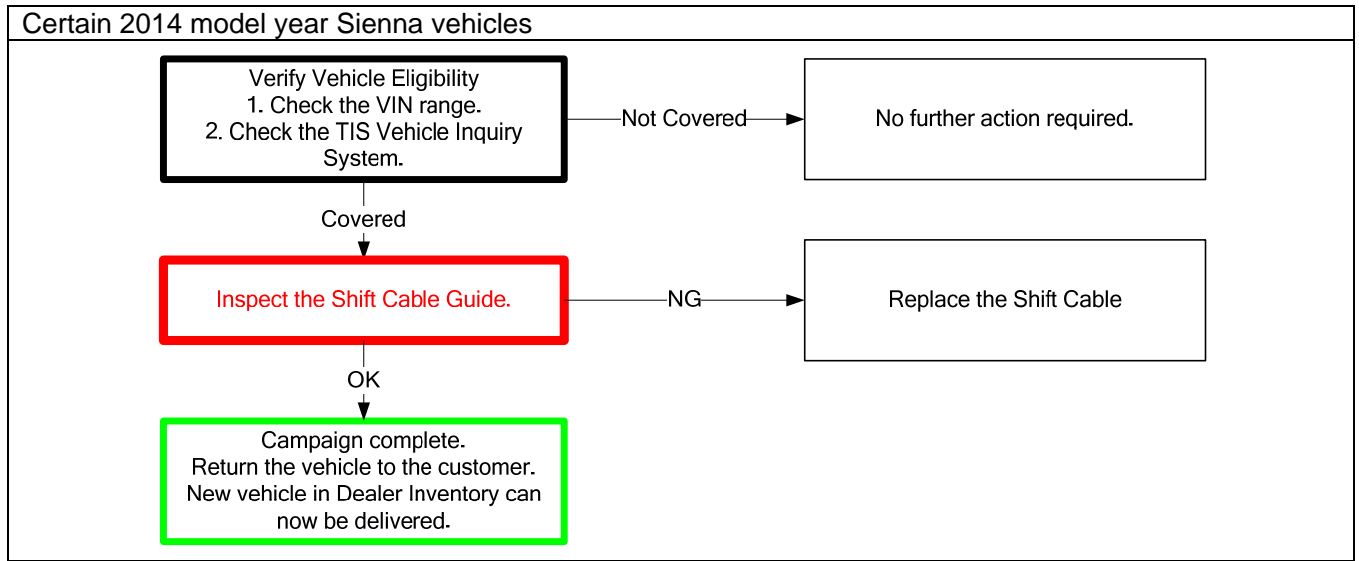 Certain 2014 model year Sienna vehicles
Verify Vehicle Eligibility
1. Check the VIN range.
2. Check the TIS Vehicle Inquiry
System.
Not Covered
No further action required.
Covered
Inspect the Shift Cable Guide.
NG
Replace the Shift Cable
OK
Campaign complete.
Return the vehicle to the customer.
New vehicle in Dealer Inventory can
now be delivered.